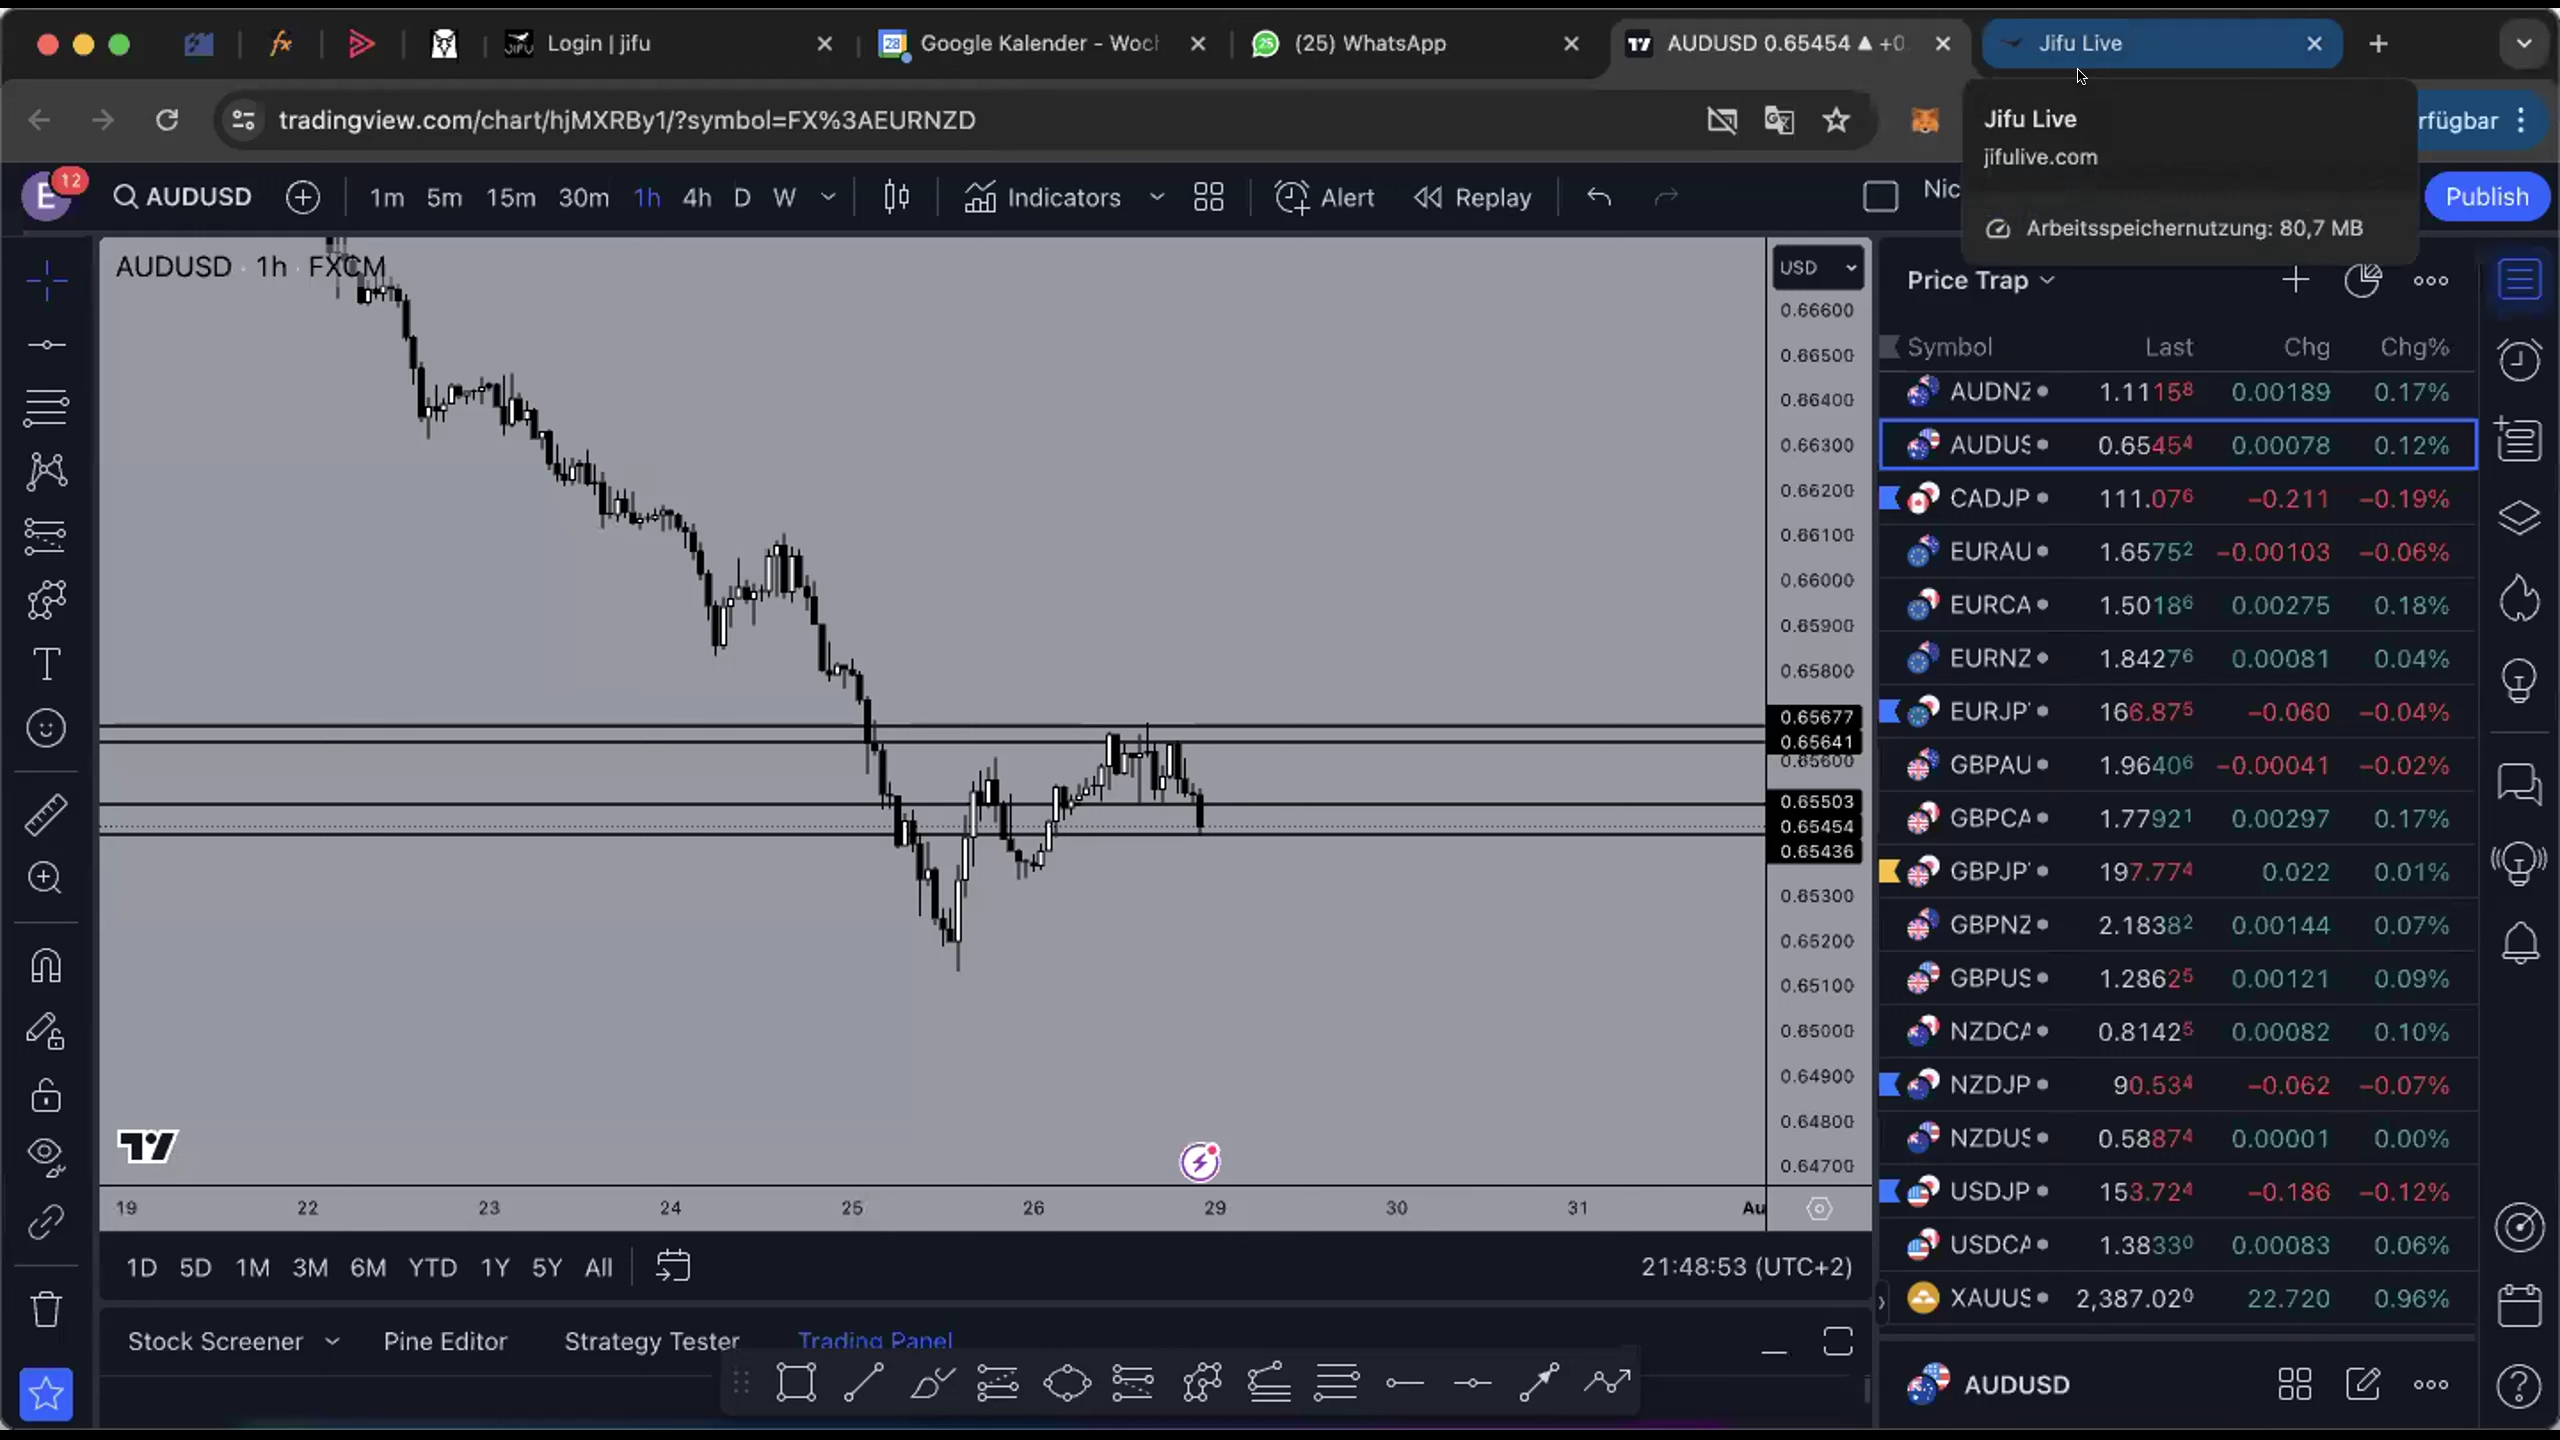 Login | jifu
28
Google Kalender - Woch
25
(25) WhatsApp
AUDUSD 0.65454 ▲ +0
Jifu Live
tradingview.com/chart/hjMXRBy1/?symbol=FX%3AEURNZD
rfügbar
Jifu Live
jifulive.com
Arbeitsspeichernutzung: 80,7 MB
E
12
AUDUSD
1m
5m
15m
30m
1h
4h
D
W
Indicators
Alert
Replay
Nic
Publish
AUDUSD · 1h · FXCM
USD
0.66600
0.66500
0.66400
0.66300
0.66200
0.66100
0.66000
0.65900
0.65800
0.65677
0.65641
0.65600
0.65503
0.65454
0.65436
0.65300
0.65200
0.65100
0.65000
0.64900
0.64800
0.64700
19
22
23
24
25
26
29
30
31
Au
1D
5D
1M
3M
6M
YTD
1Y
5Y
All
21:48:53 (UTC+2)
Stock Screener
Pine Editor
Strategy Tester
Trading Panel
Price Trap
Symbol Last Chg Chg%
AUDNZ 1.11158 0.00189 0.17%
AUDUS 0.65454 0.00078 0.12%
CADJP 111.076 −0.211 −0.19%
EURAU 1.65752 −0.00103 −0.06%
EURCA 1.50186 0.00275 0.18%
EURNZ 1.84276 0.00081 0.04%
EURJP 166.875 −0.060 −0.04%
GBPAU 1.96406 −0.00041 −0.02%
GBPCA 1.77921 0.00297 0.17%
GBPJP 197.774 0.022 0.01%
GBPNZ 2.18382 0.00144 0.07%
GBPUS 1.28625 0.00121 0.09%
NZDCA 0.81425 0.00082 0.10%
NZDJP 90.534 −0.062 −0.07%
NZDUS 0.58874 0.00001 0.00%
USDJP 153.724 −0.186 −0.12%
USDCA 1.38330 0.00083 0.06%
XAUUS 2,387.020 22.720 0.96%
AUDUSD